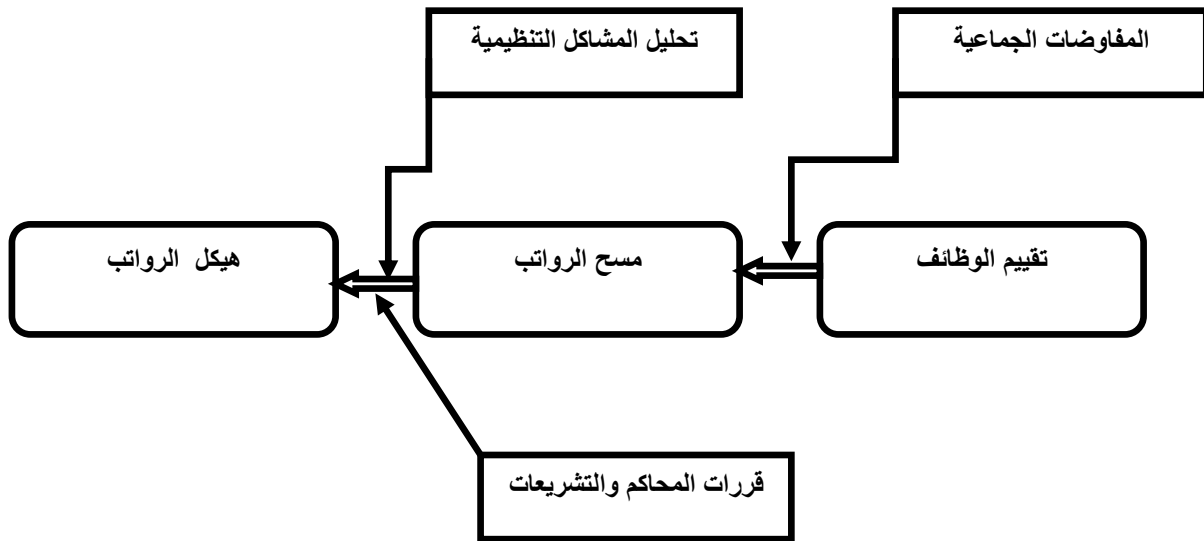 المفاوضات الجماعية
تحليل المشاكل التنظيمية
تقييم الوظائف
مسح الرواتب
هيكل الرواتب
قررات المحاكم والتشريعات